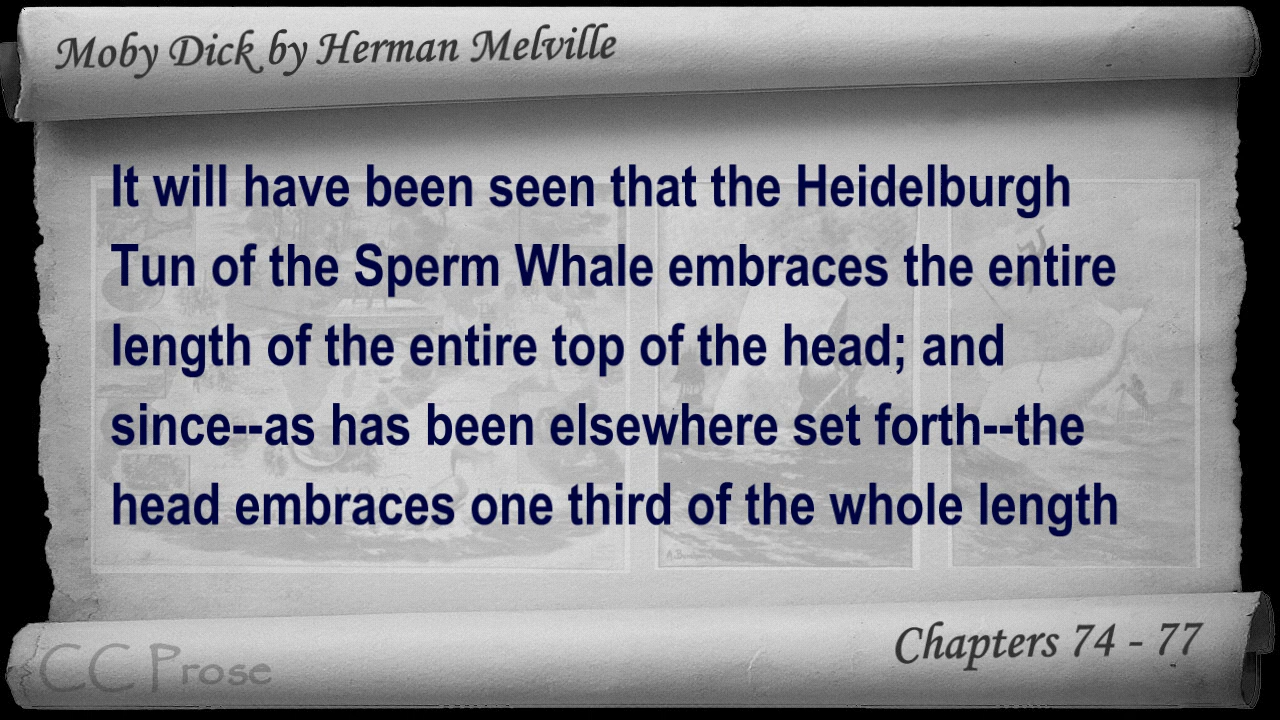 Moby Dick by Herman Melville
It will have been seen that the Heidelburgh
Tun of the Sperm Whale embraces the entire
length of the entire top of the head; and
since--as has been elsewhere set forth--the
head embraces one third of the whole length
Chapters 74 - 77
CC Prose